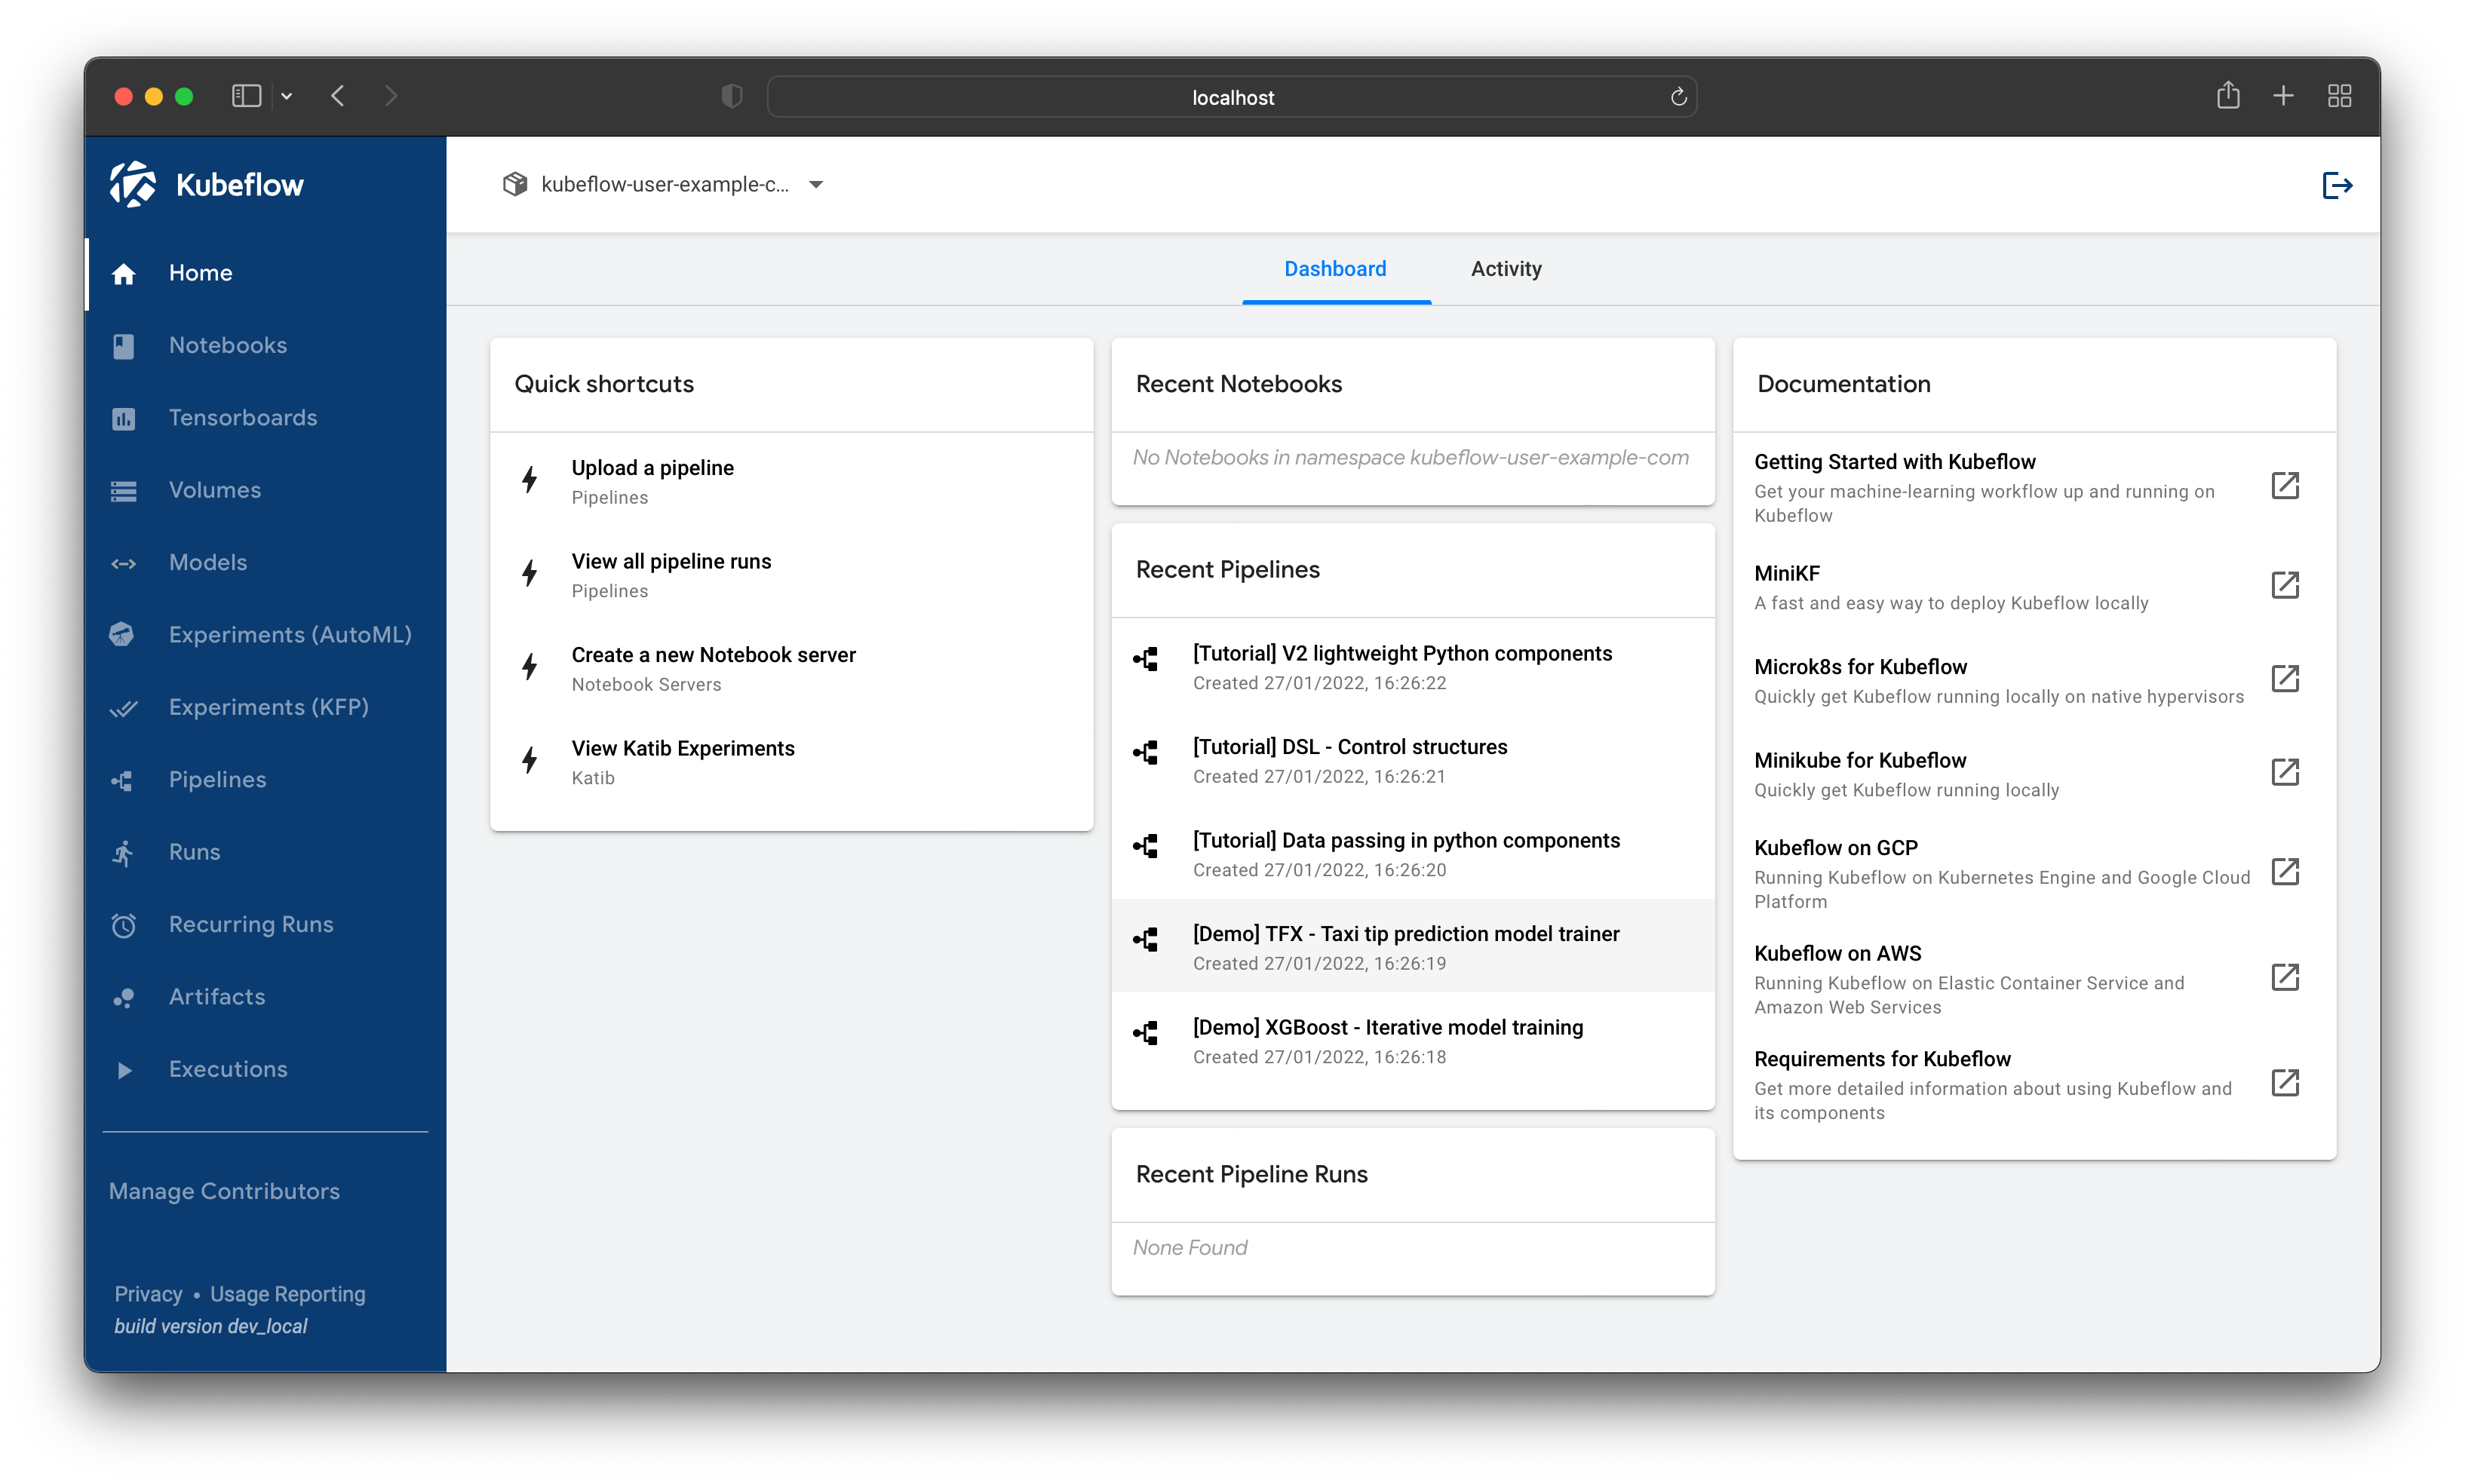 localhost
Kubeflow
kubeflow-user-example-c...
Home
Notebooks
Tensorboards
Volumes
Models
Experiments (AutoML)
Experiments (KFP)
Pipelines
Runs
Recurring Runs
Artifacts
Executions
Manage Contributors
Privacy • Usage Reporting
build version dev_local
Dashboard
Activity
Quick shortcuts
Upload a pipeline
Pipelines
View all pipeline runs
Pipelines
Create a new Notebook server
Notebook Servers
View Katib Experiments
Katib
Recent Notebooks
No Notebooks in namespace kubeflow-user-example-com
Recent Pipelines
[Tutorial] V2 lightweight Python components
Created 27/01/2022, 16:26:22
[Tutorial] DSL - Control structures
Created 27/01/2022, 16:26:21
[Tutorial] Data passing in python components
Created 27/01/2022, 16:26:20
[Demo] TFX - Taxi tip prediction model trainer
Created 27/01/2022, 16:26:19
[Demo] XGBoost - Iterative model training
Created 27/01/2022, 16:26:18
Recent Pipeline Runs
None Found
Documentation
Getting Started with Kubeflow
Get your machine-learning workflow up and running on
Kubeflow
MiniKF
A fast and easy way to deploy Kubeflow locally
Microk8s for Kubeflow
Quickly get Kubeflow running locally on native hypervisors
Minikube for Kubeflow
Quickly get Kubeflow running locally
Kubeflow on GCP
Running Kubeflow on Kubernetes Engine and Google Cloud
Platform
Kubeflow on AWS
Running Kubeflow on Elastic Container Service and
Amazon Web Services
Requirements for Kubeflow
Get more detailed information about using Kubeflow and
its components